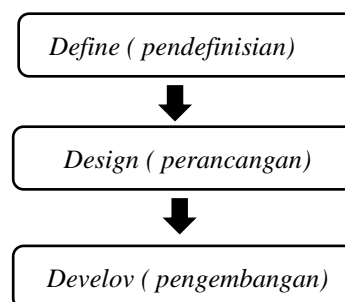 Define ( pendefinisian)
Design ( perancangan)
Develov ( pengembangan)